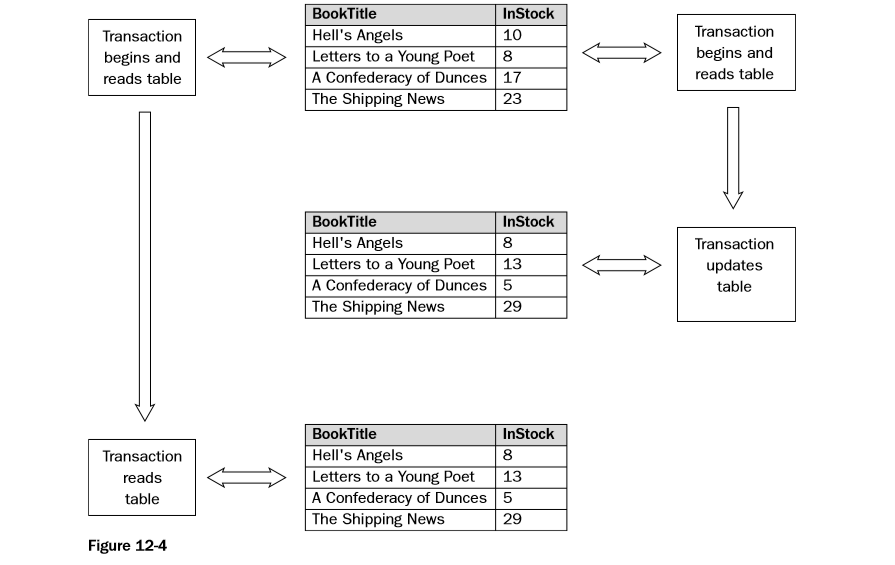 Transaction
begins and
reads table
BookTitle InStock
Hell's Angels 10
Letters to a Young Poet 8
A Confederacy of Dunces 17
The Shipping News 23
Transaction
begins and
reads table
BookTitle InStock
Hell's Angels 8
Letters to a Young Poet 13
A Confederacy of Dunces 5
The Shipping News 29
Transaction
updates
table
Transaction
reads
table
BookTitle InStock
Hell's Angels 8
Letters to a Young Poet 13
A Confederacy of Dunces 5
The Shipping News 29
Figure 12-4